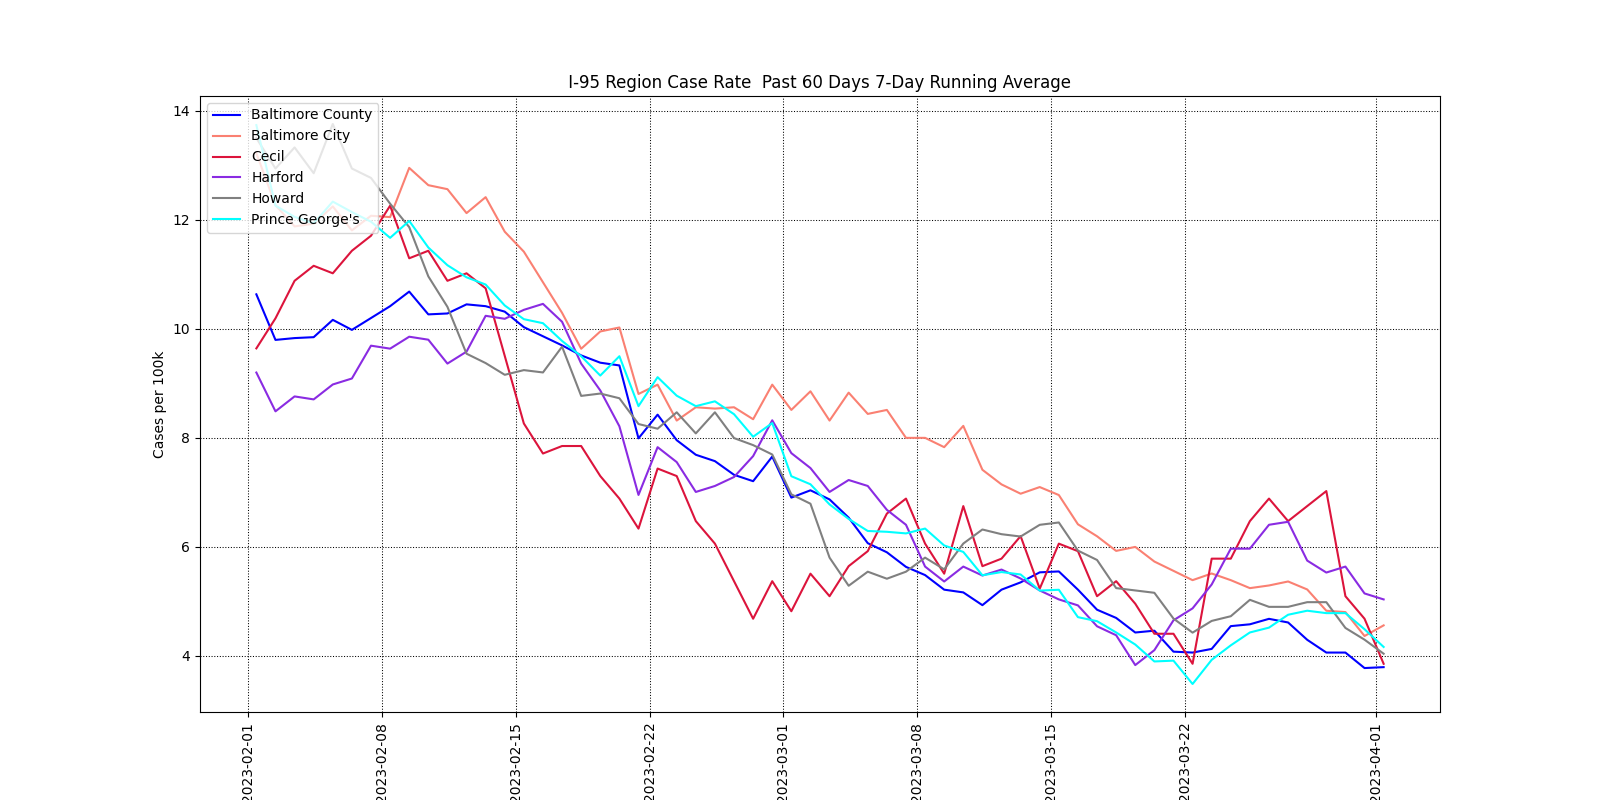 I-95 Region Case Rate  Past 60 Days 7-Day Running Average
Baltimore County
Baltimore City
Cecil
Harford
Howard
Prince George's
Cases per 100k
14
12
10
8
6
4
2023-02-01
2023-02-08
2023-02-15
2023-02-22
2023-03-01
2023-03-08
2023-03-15
2023-03-22
2023-04-01